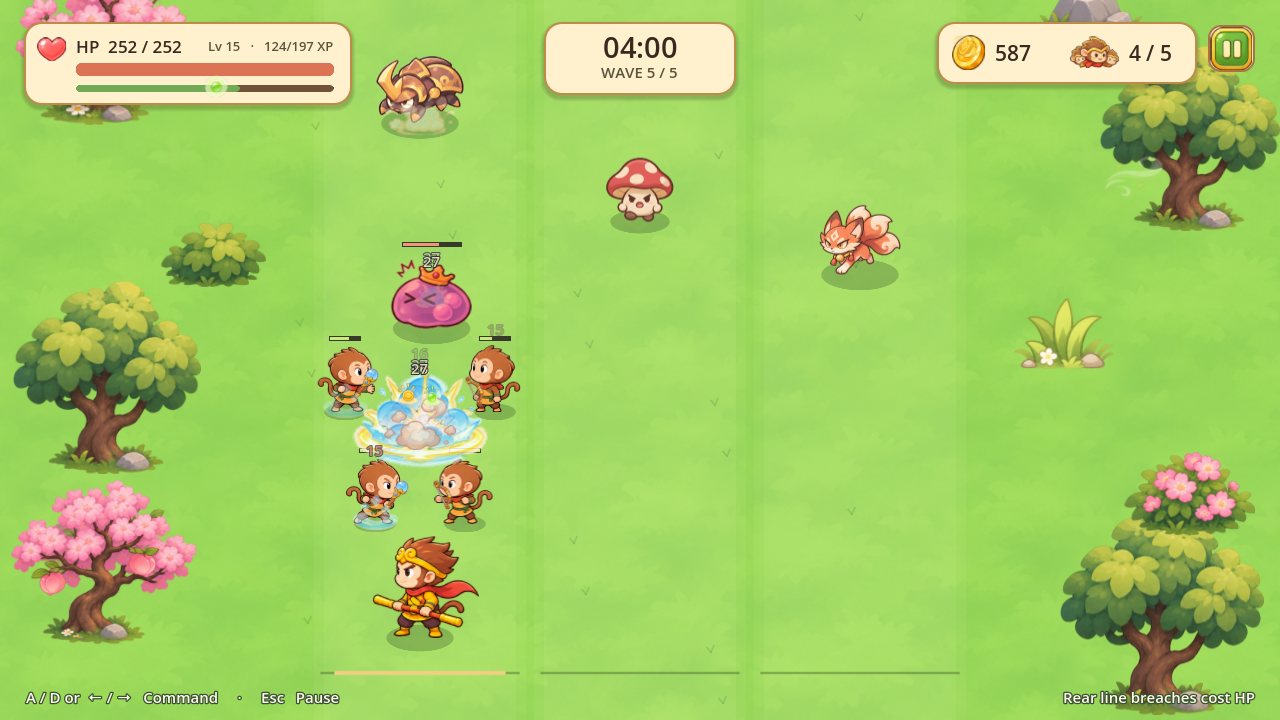 HP 252 / 252 Lv 15 · 124/197 XP
04:00
WAVE 5 / 5
587
4 / 5
27
15
27
15
A / D or ← / → Command · Esc Pause
Rear line breaches cost HP